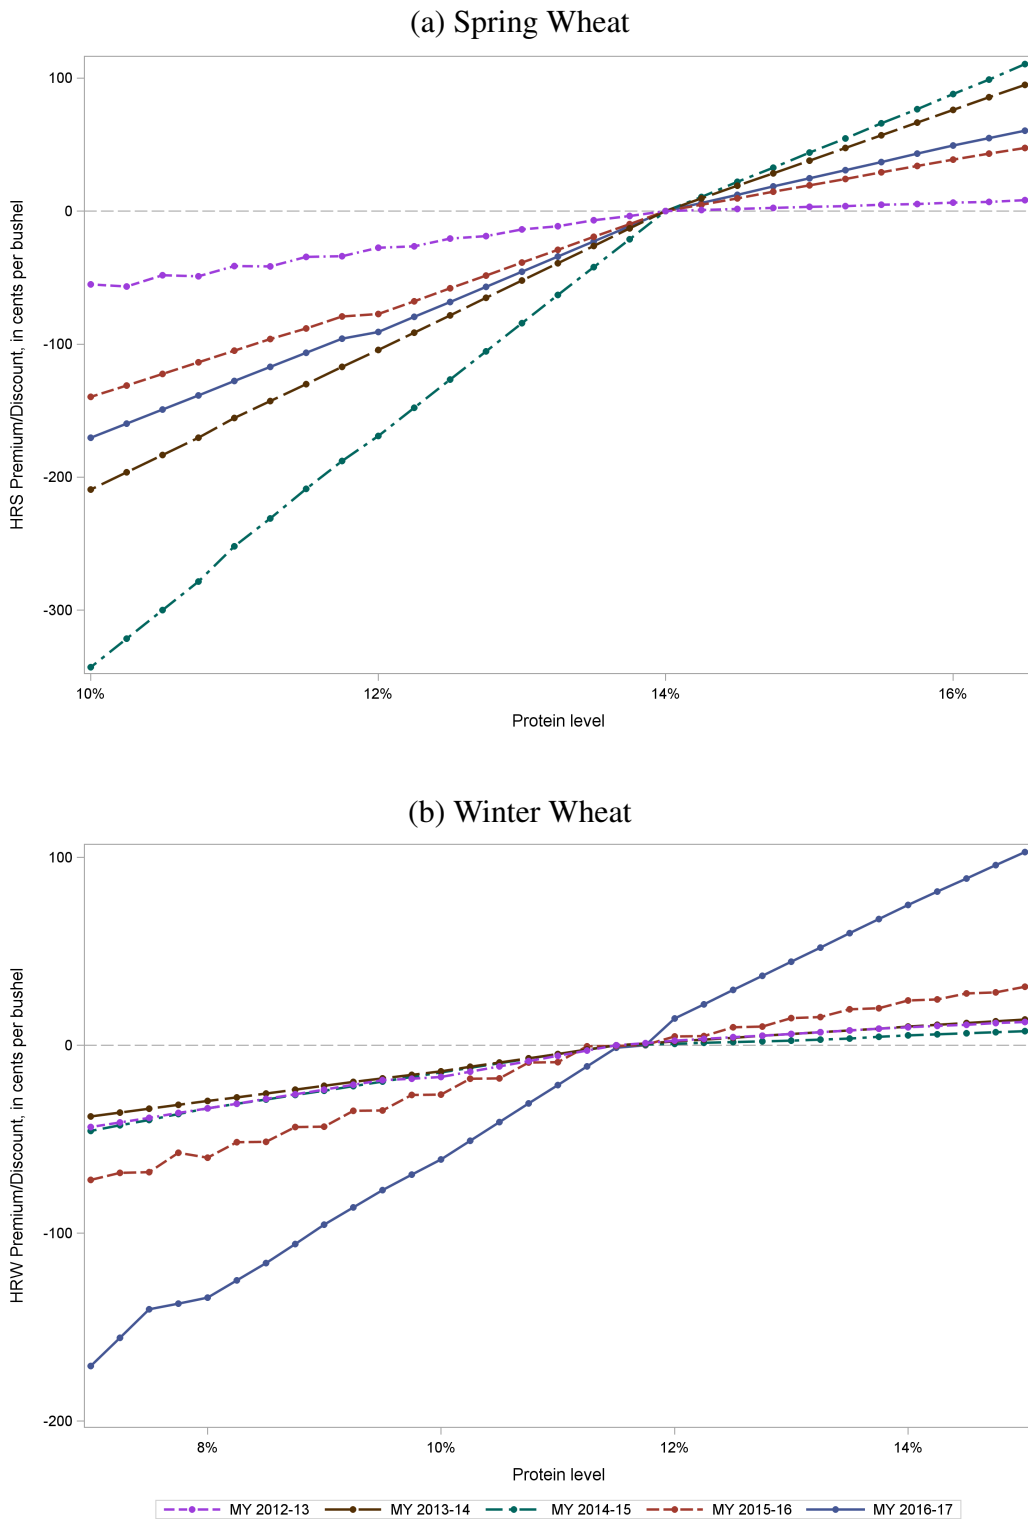 (a) Spring Wheat
100
0
-100
-200
-300
HRS Premium/Discount, in cents per bushel
10% 12% 14% 16%
Protein level
(b) Winter Wheat
100
0
-100
-200
HRW Premium/Discount, in cents per bushel
8% 10% 12% 14%
Protein level
MY 2012-13 MY 2013-14 MY 2014-15 MY 2015-16 MY 2016-17